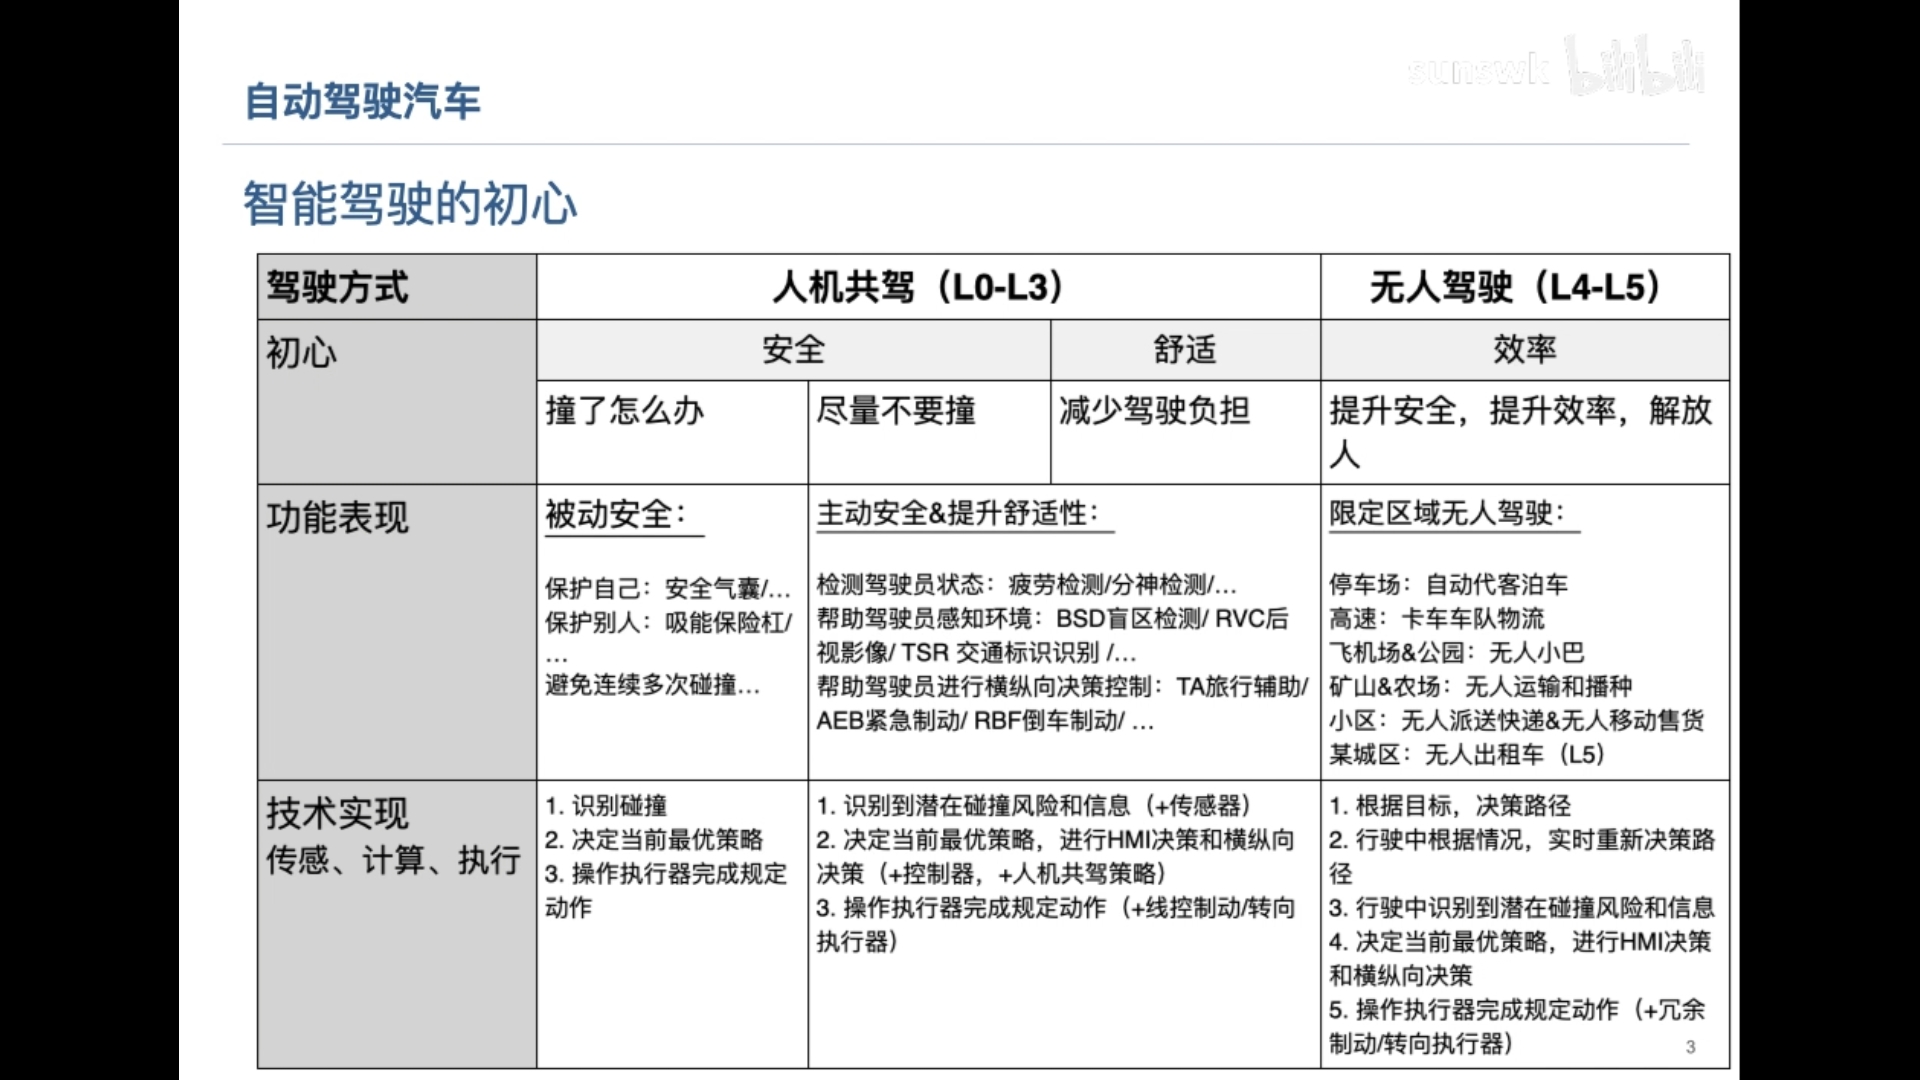 sunswk bilibili
自动驾驶汽车
智能驾驶的初心
驾驶方式
人机共驾（L0-L3）
无人驾驶（L4-L5）
初心
安全
舒适
效率
撞了怎么办
尽量不要撞
减少驾驶负担
提升安全，提升效率，解放
人
功能表现
被动安全：
保护自己：安全气囊/…
保护别人：吸能保险杠/
…
避免连续多次碰撞…
主动安全&提升舒适性：
检测驾驶员状态：疲劳检测/分神检测/…
帮助驾驶员感知环境：BSD盲区检测/ RVC后
视影像/ TSR 交通标识识别 /…
帮助驾驶员进行横纵向决策控制：TA旅行辅助/
AEB紧急制动/ RBF倒车制动/ …
限定区域无人驾驶：
停车场：自动代客泊车
高速：卡车车队物流
飞机场&公园：无人小巴
矿山&农场：无人运输和播种
小区：无人派送快递&无人移动售货
某城区：无人出租车（L5）
技术实现
传感、计算、执行
1. 识别碰撞
2. 决定当前最优策略
3. 操作执行器完成规定
动作
1. 识别到潜在碰撞风险和信息（+传感器）
2. 决定当前最优策略，进行HMI决策和横纵向
决策（+控制器，+人机共驾策略）
3. 操作执行器完成规定动作（+线控制动/转向
执行器）
1. 根据目标，决策路径
2. 行驶中根据情况，实时重新决策路
径
3. 行驶中识别到潜在碰撞风险和信息
4. 决定当前最优策略，进行HMI决策
和横纵向决策
5. 操作执行器完成规定动作（+冗余
制动/转向执行器）
3